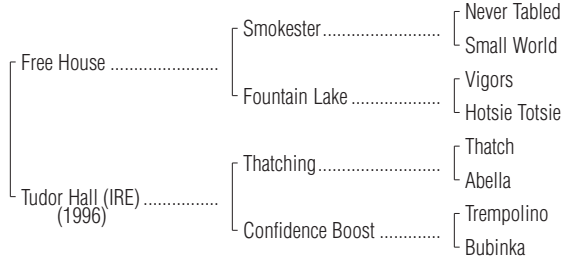 Never Tabled
Smokester
Small World
Free House
Vigors
Fountain Lake
Hotsie Totsie
Thatch
Thatching
Abella
Tudor Hall (IRE)
(1996)
Trempolino
Confidence Boost
Bubinka